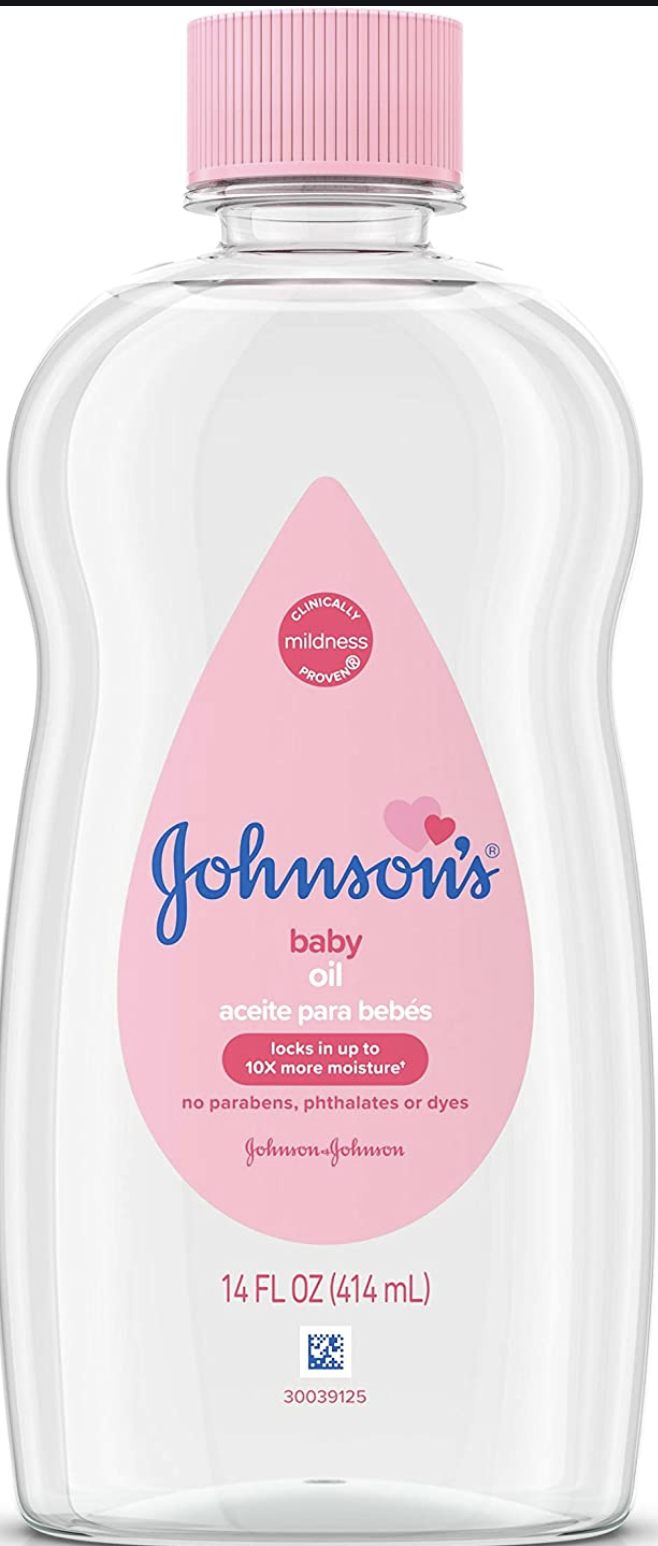 CLINICALLY
mildness
PROVEN®
Johnson's®
baby
oil
aceite para bebés
locks in up to
10X more moisture†
no parabens, phthalates or dyes
Johnson&Johnson
14 FL OZ (414 mL)
30039125